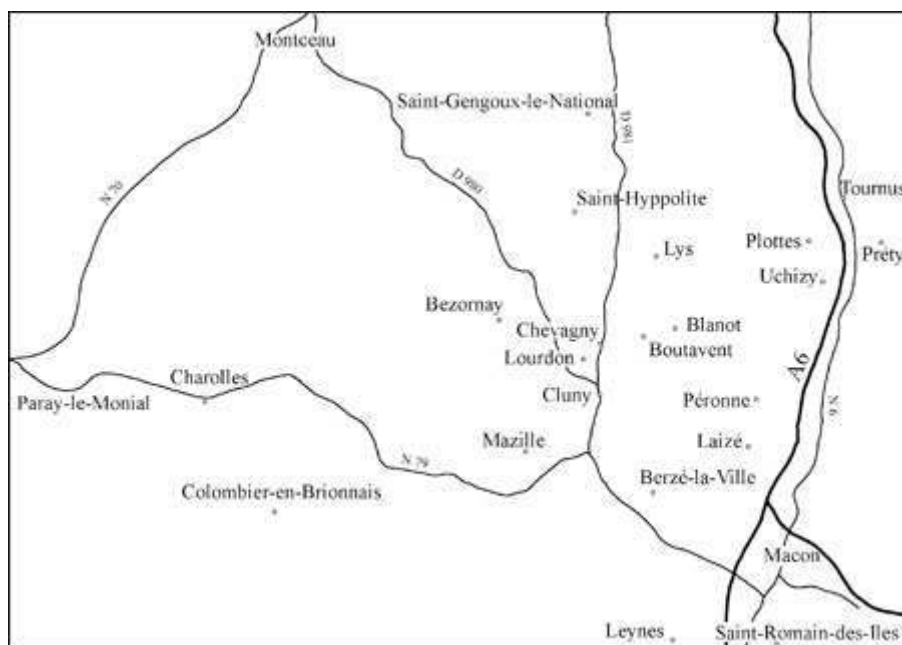 Montceau
Saint-Gengoux-le-National
D 981
N 70
D 980
Tournus
Saint-Hyppolite
Plottes
Préty
Lys
Uchizy
Bezornay
Chevagny
Blanot
Lourdon
Boutavent
A6
Charolles
Cluny
Péronne
N 6
Paray-le-Monial
Mazille
Laizé
N 79
Berzé-la-Ville
Colombier-en-Brionnais
Macon
Leynes
Saint-Romain-des-Iles